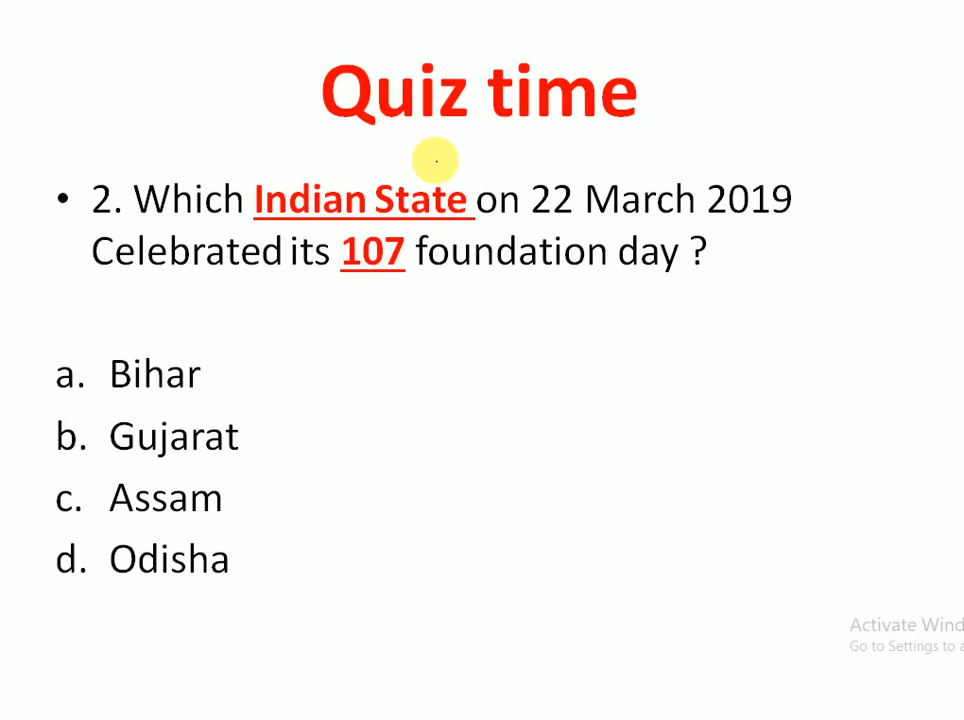 Quiz time
• 2. Which Indian State on 22 March 2019
Celebrated its 107 foundation day ?
a. Bihar
b. Gujarat
c. Assam
d. Odisha
Activate Wind
Go to Settings to a